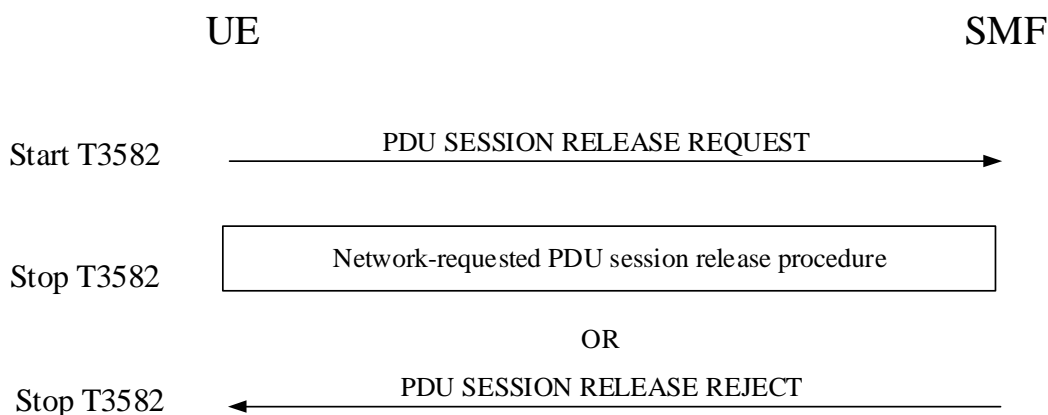 UE SMF
Start T3582 PDU SESSION RELEASE REQUEST
Stop T3582 Network-requested PDU session release procedure
OR
Stop T3582 PDU SESSION RELEASE REJECT